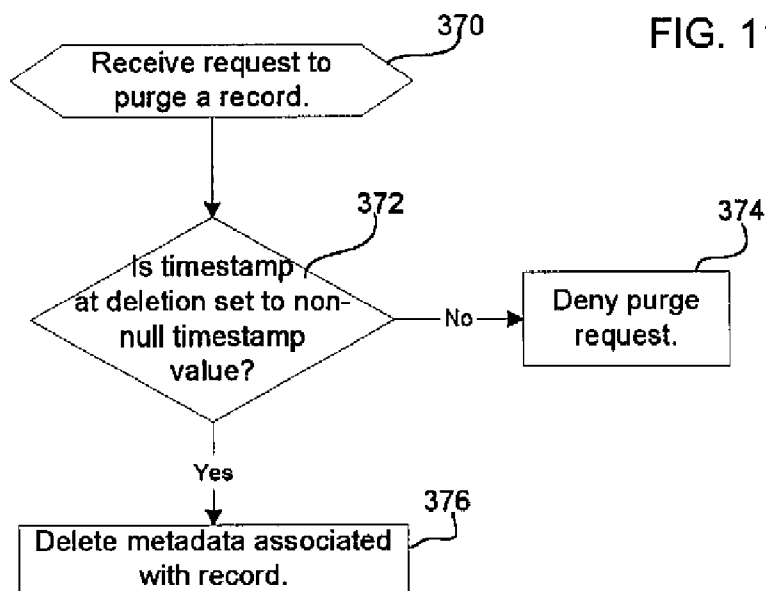 370
FIG. 1
Receive request to
purge a record.
372
374
Is timestamp
at deletion set to non-
null timestamp
value?
No
Deny purge
request.
Yes
376
Delete metadata associated
with record.